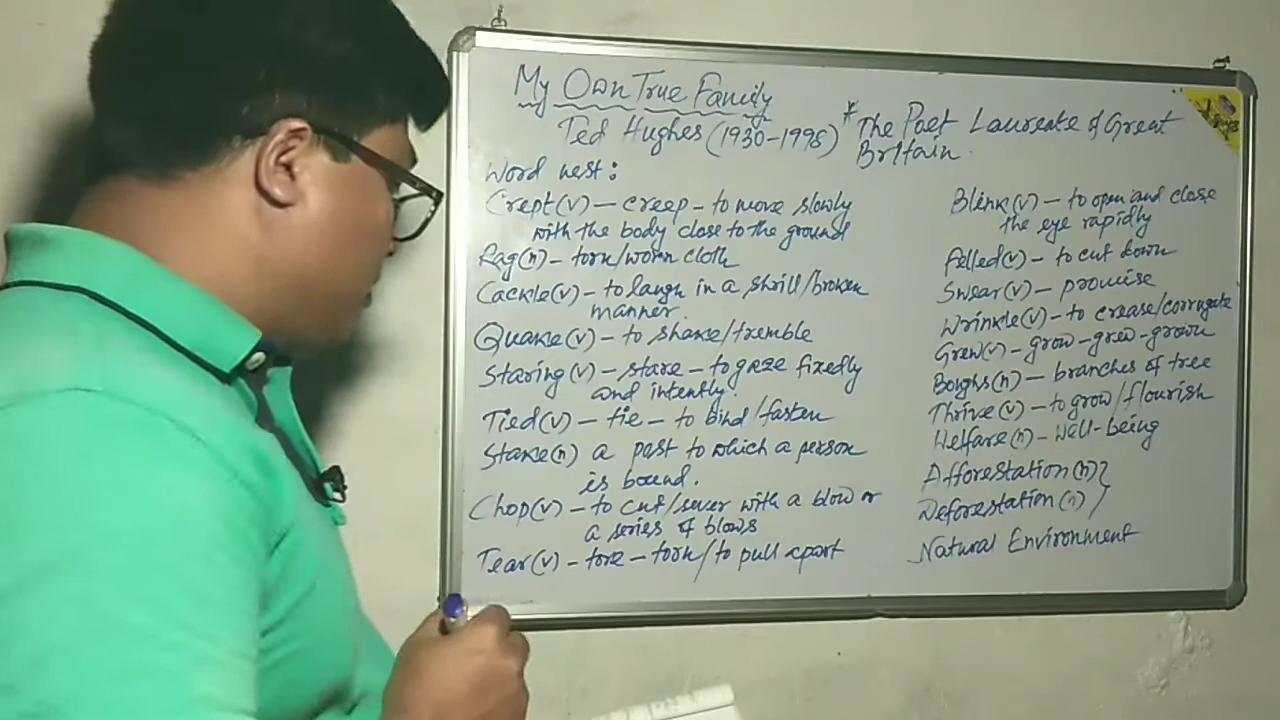 My Own True Family
Ted Hughes (1930-1998)
* The Poet Laureate of Great
Britain.
Word nest:
Crept(v) – creep – to move slowly
with the body close to the ground
Rag(n) – torn/worn cloth
Cackle(v) – to laugh in a shrill/broken
manner.
Quake(v) – to shake/tremble
Staring(v) – stare – to gaze fixedly
and intently.
Tied(v) – tie – to bind/fasten
Stake(n) a post to which a person
is bound.
Chop(v) – to cut/sever with a blow or
a series of blows
Tear(v) – tore – torn/to pull apart
Blink(v) – to open and close
the eye rapidly
Felled(v) – to cut down
Swear(v) – promise
Wrinkle(v) – to crease/corrugate
Grew(v) – grow – grew – grown
Boughs(n) – branches of tree
Thrive(v) – to grow/flourish
Welfare(n) – Well-being
Afforestation(n)}
Deforestation(n)
Natural Environment